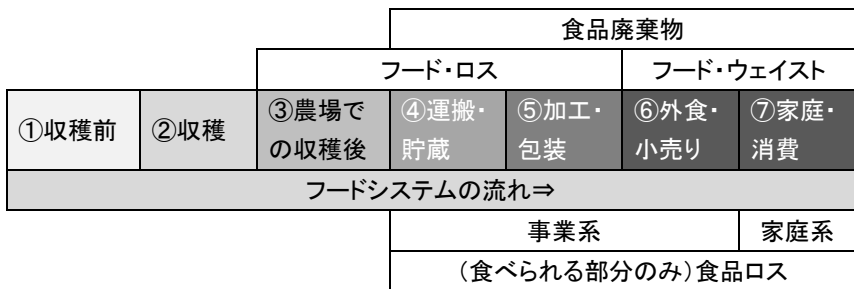 食品廃棄物
フード・ロス
フード・ウェイスト
①収穫前
②収穫
③農場で
の収穫後
④運搬・
貯蔵
⑤加工・
包装
⑥外食・
小売り
⑦家庭・
消費
フードシステムの流れ⇒
事業系
家庭系
（食べられる部分のみ）食品ロス